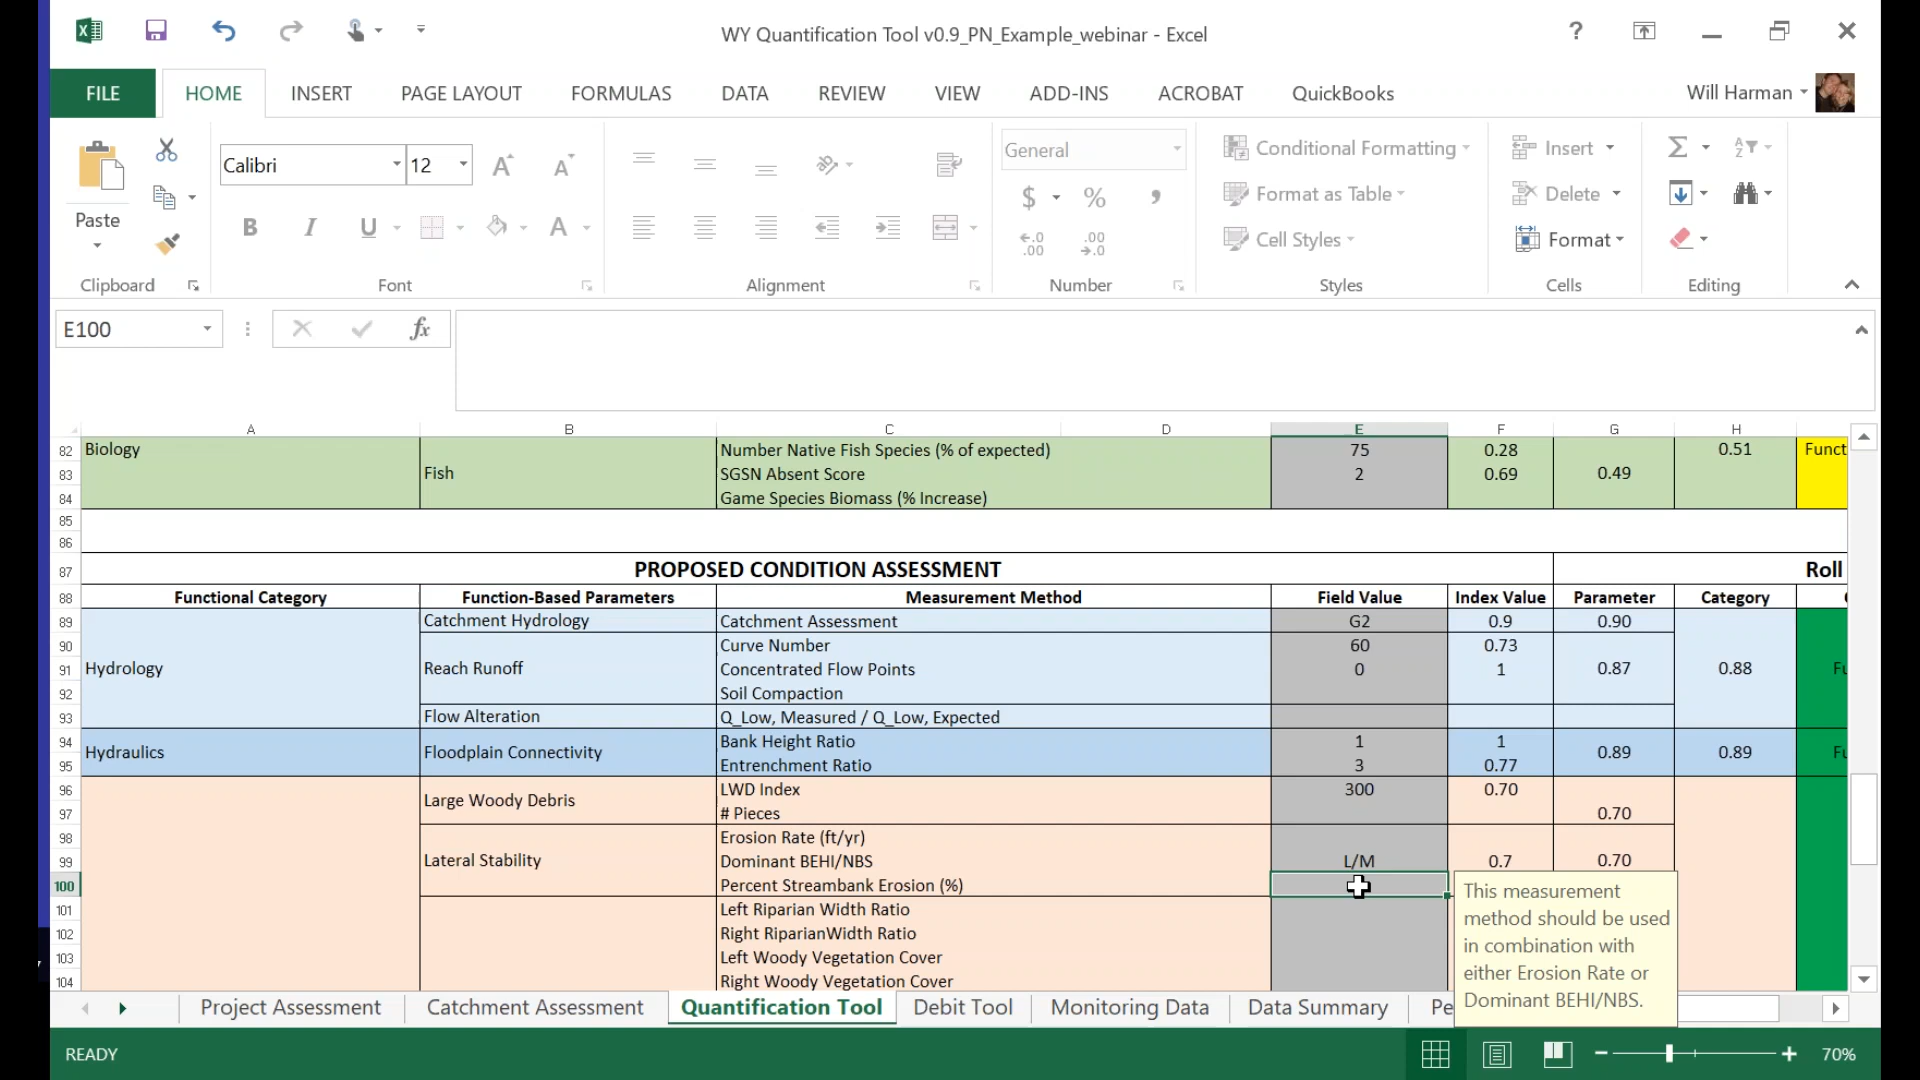 WY Quantification Tool v0.9_PN_Example_webinar - Excel
?
FILE HOME INSERT PAGE LAYOUT FORMULAS DATA REVIEW VIEW ADD-INS ACROBAT QuickBooks Will Harman
Paste
Clipboard
Calibri 12
B I U A
Font
Alignment
General
$ % ,
Number
Conditional Formatting
Format as Table
Cell Styles
Styles
Insert
Delete
Format
Cells
Editing
E100 fx
A B C D E F G H
82 Biology Number Native Fish Species (% of expected) 75 0.28 0.51 Funct
83 Fish SGSN Absent Score 2 0.69 0.49
84 Game Species Biomass (% Increase)
85
86
87 PROPOSED CONDITION ASSESSMENT Roll
88 Functional Category Function-Based Parameters Measurement Method Field Value Index Value Parameter Category
89 Catchment Hydrology Catchment Assessment G2 0.9 0.90
90 Curve Number 60 0.73
91 Hydrology Reach Runoff Concentrated Flow Points 0 1 0.87 0.88 Fu
92 Soil Compaction
93 Flow Alteration Q_Low, Measured / Q_Low, Expected
94 Hydraulics Floodplain Connectivity Bank Height Ratio 1 1 0.89 0.89 Fu
95 Entrenchment Ratio 3 0.77
96 Large Woody Debris LWD Index 300 0.70
97 # Pieces 0.70
98 Erosion Rate (ft/yr)
99 Lateral Stability Dominant BEHI/NBS L/M 0.7 0.70
100 Percent Streambank Erosion (%)
101 Left Riparian Width Ratio
102 Right RiparianWidth Ratio
103 Left Woody Vegetation Cover
104 Right Woody Vegetation Cover
This measurement
method should be used
in combination with
either Erosion Rate or
Dominant BEHI/NBS.
Project Assessment Catchment Assessment Quantification Tool Debit Tool Monitoring Data Data Summary Pe
READY 70%